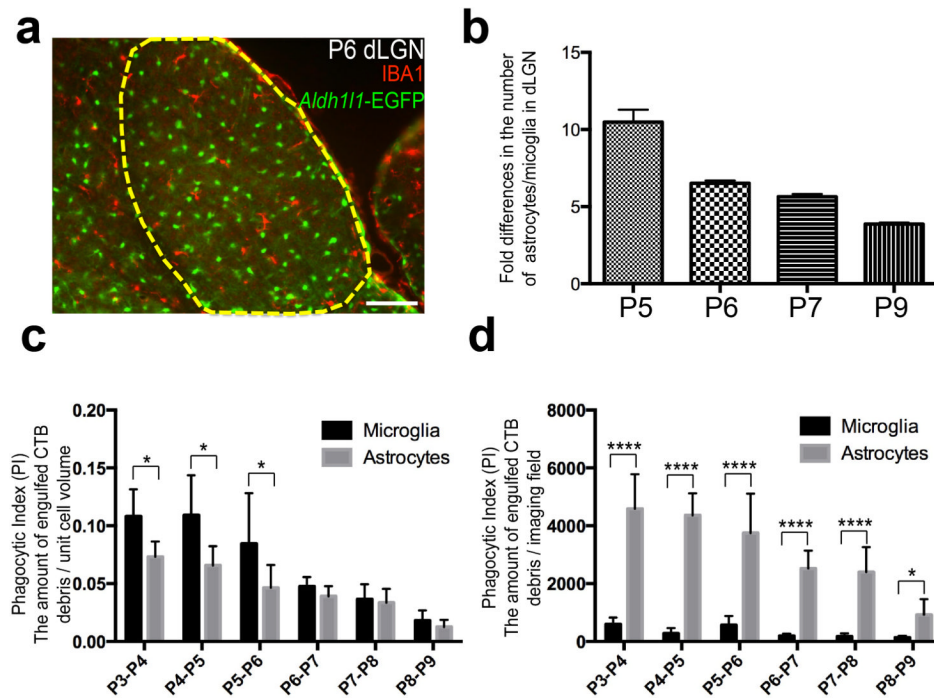 a
P6 dLGN
IBA1
Aldh1l1-EGFP
b
Fold differences in the number
of astrocytes/micoglia in dLGN
15
10
5
0
P5 P6 P7 P9
c
Phagocytic Index (PI)
The amount of engulfed CTB
debris / unit cell volume
0.20
0.15
0.10
0.05
0.00
Microglia
Astrocytes
* * *
P3-P4 P4-P5 P5-P6 P6-P7 P7-P8 P8-P9
d
Phagocytic Index (PI)
The amount of engulfed CTB
debris / imaging field
8000
6000
4000
2000
0
Microglia
Astrocytes
**** **** **** **** **** *
P3-P4 P4-P5 P5-P6 P6-P7 P7-P8 P8-P9